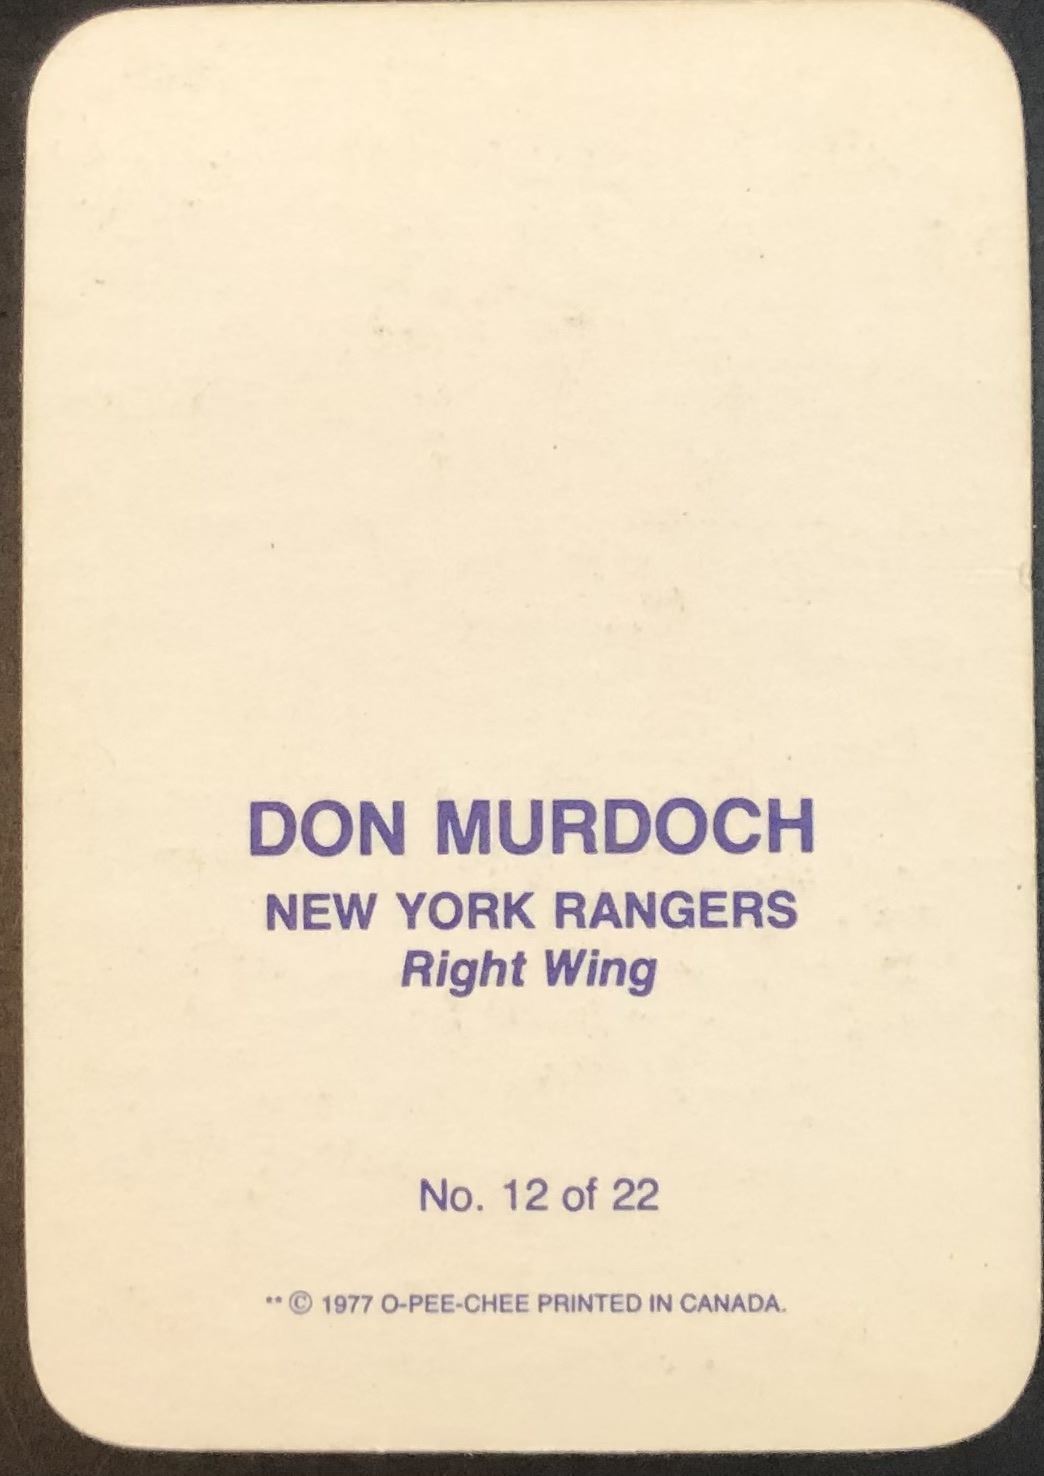 DON MURDOCH
NEW YORK RANGERS
Right Wing
No. 12 of 22
** © 1977 O-PEE-CHEE PRINTED IN CANADA.